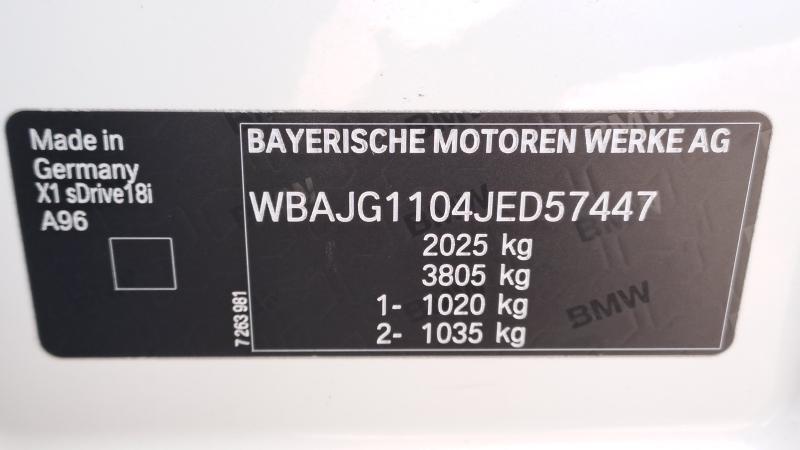 Made in
Germany
X1 sDrive18i
A96
7 263 981
BAYERISCHE MOTOREN WERKE AG
WBAJG1104JED57447
2025 kg
3805 kg
1- 1020 kg
2- 1035 kg
BMW
BMW